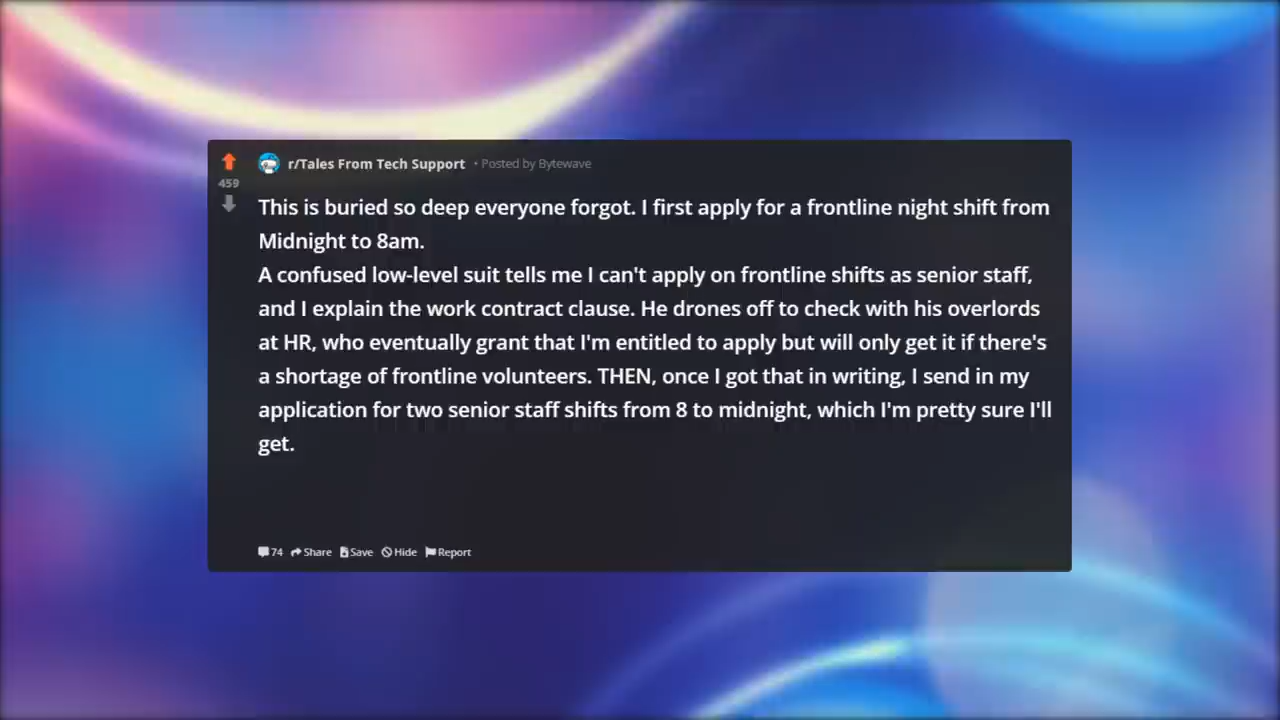 r/Tales From Tech Support • Posted by Bytewave
459
This is buried so deep everyone forgot. I first apply for a frontline night shift from
Midnight to 8am.
A confused low-level suit tells me I can't apply on frontline shifts as senior staff,
and I explain the work contract clause. He drones off to check with his overlords
at HR, who eventually grant that I'm entitled to apply but will only get it if there's
a shortage of frontline volunteers. THEN, once I got that in writing, I send in my
application for two senior staff shifts from 8 to midnight, which I'm pretty sure I'll
get.
74 Share Save Hide Report